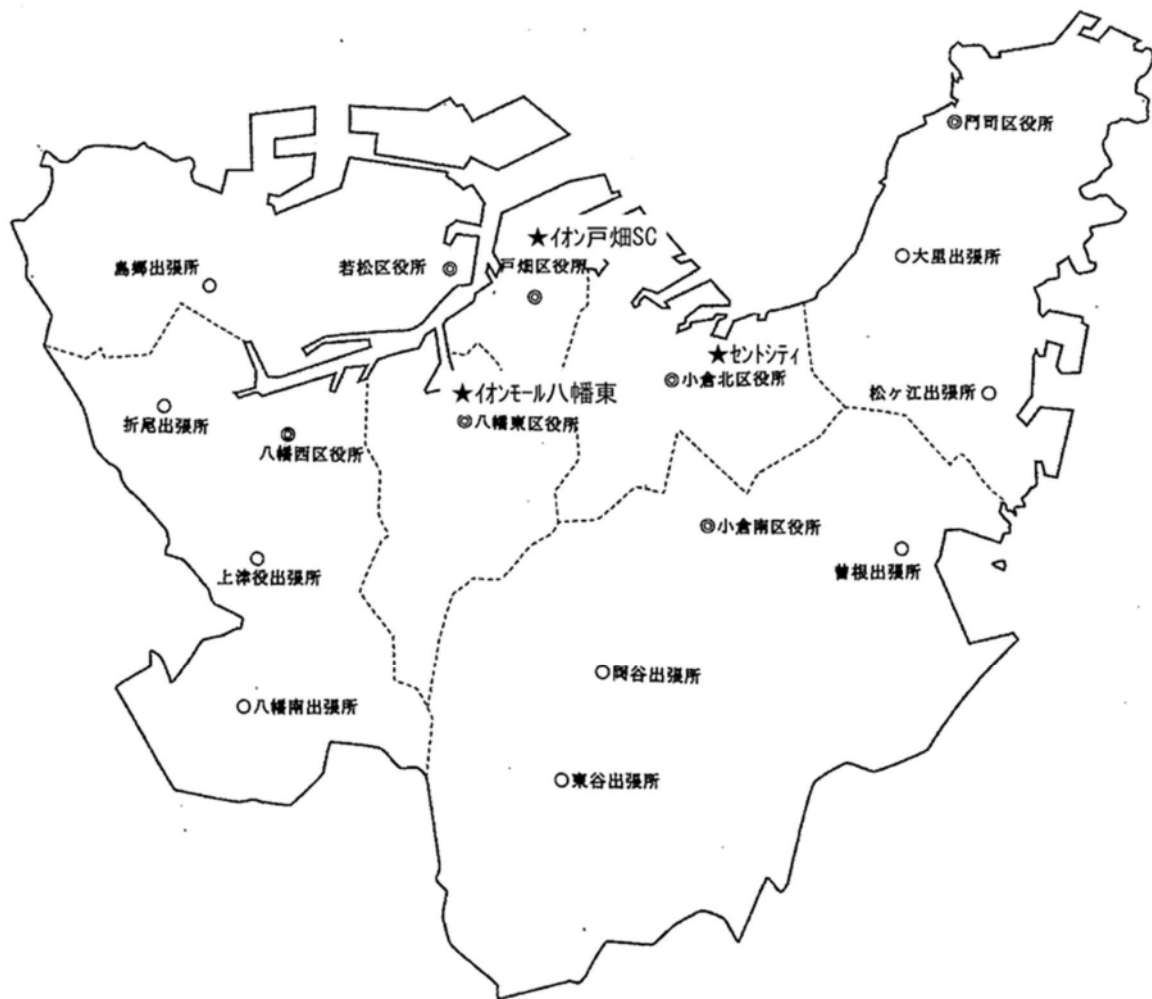 ◎門司区役所
★イオン戸畑SC
○大里出張所
島郷出張所
若松区役所
戸畑区役所
★セントシティ
◎小倉北区役所
★イオンモール八幡東
松ヶ江出張所
折尾出張所
◎八幡東区役所
八幡西区役所
◎小倉南区役所
曽根出張所
上津役出張所
○両谷出張所
○八幡南出張所
○東谷出張所